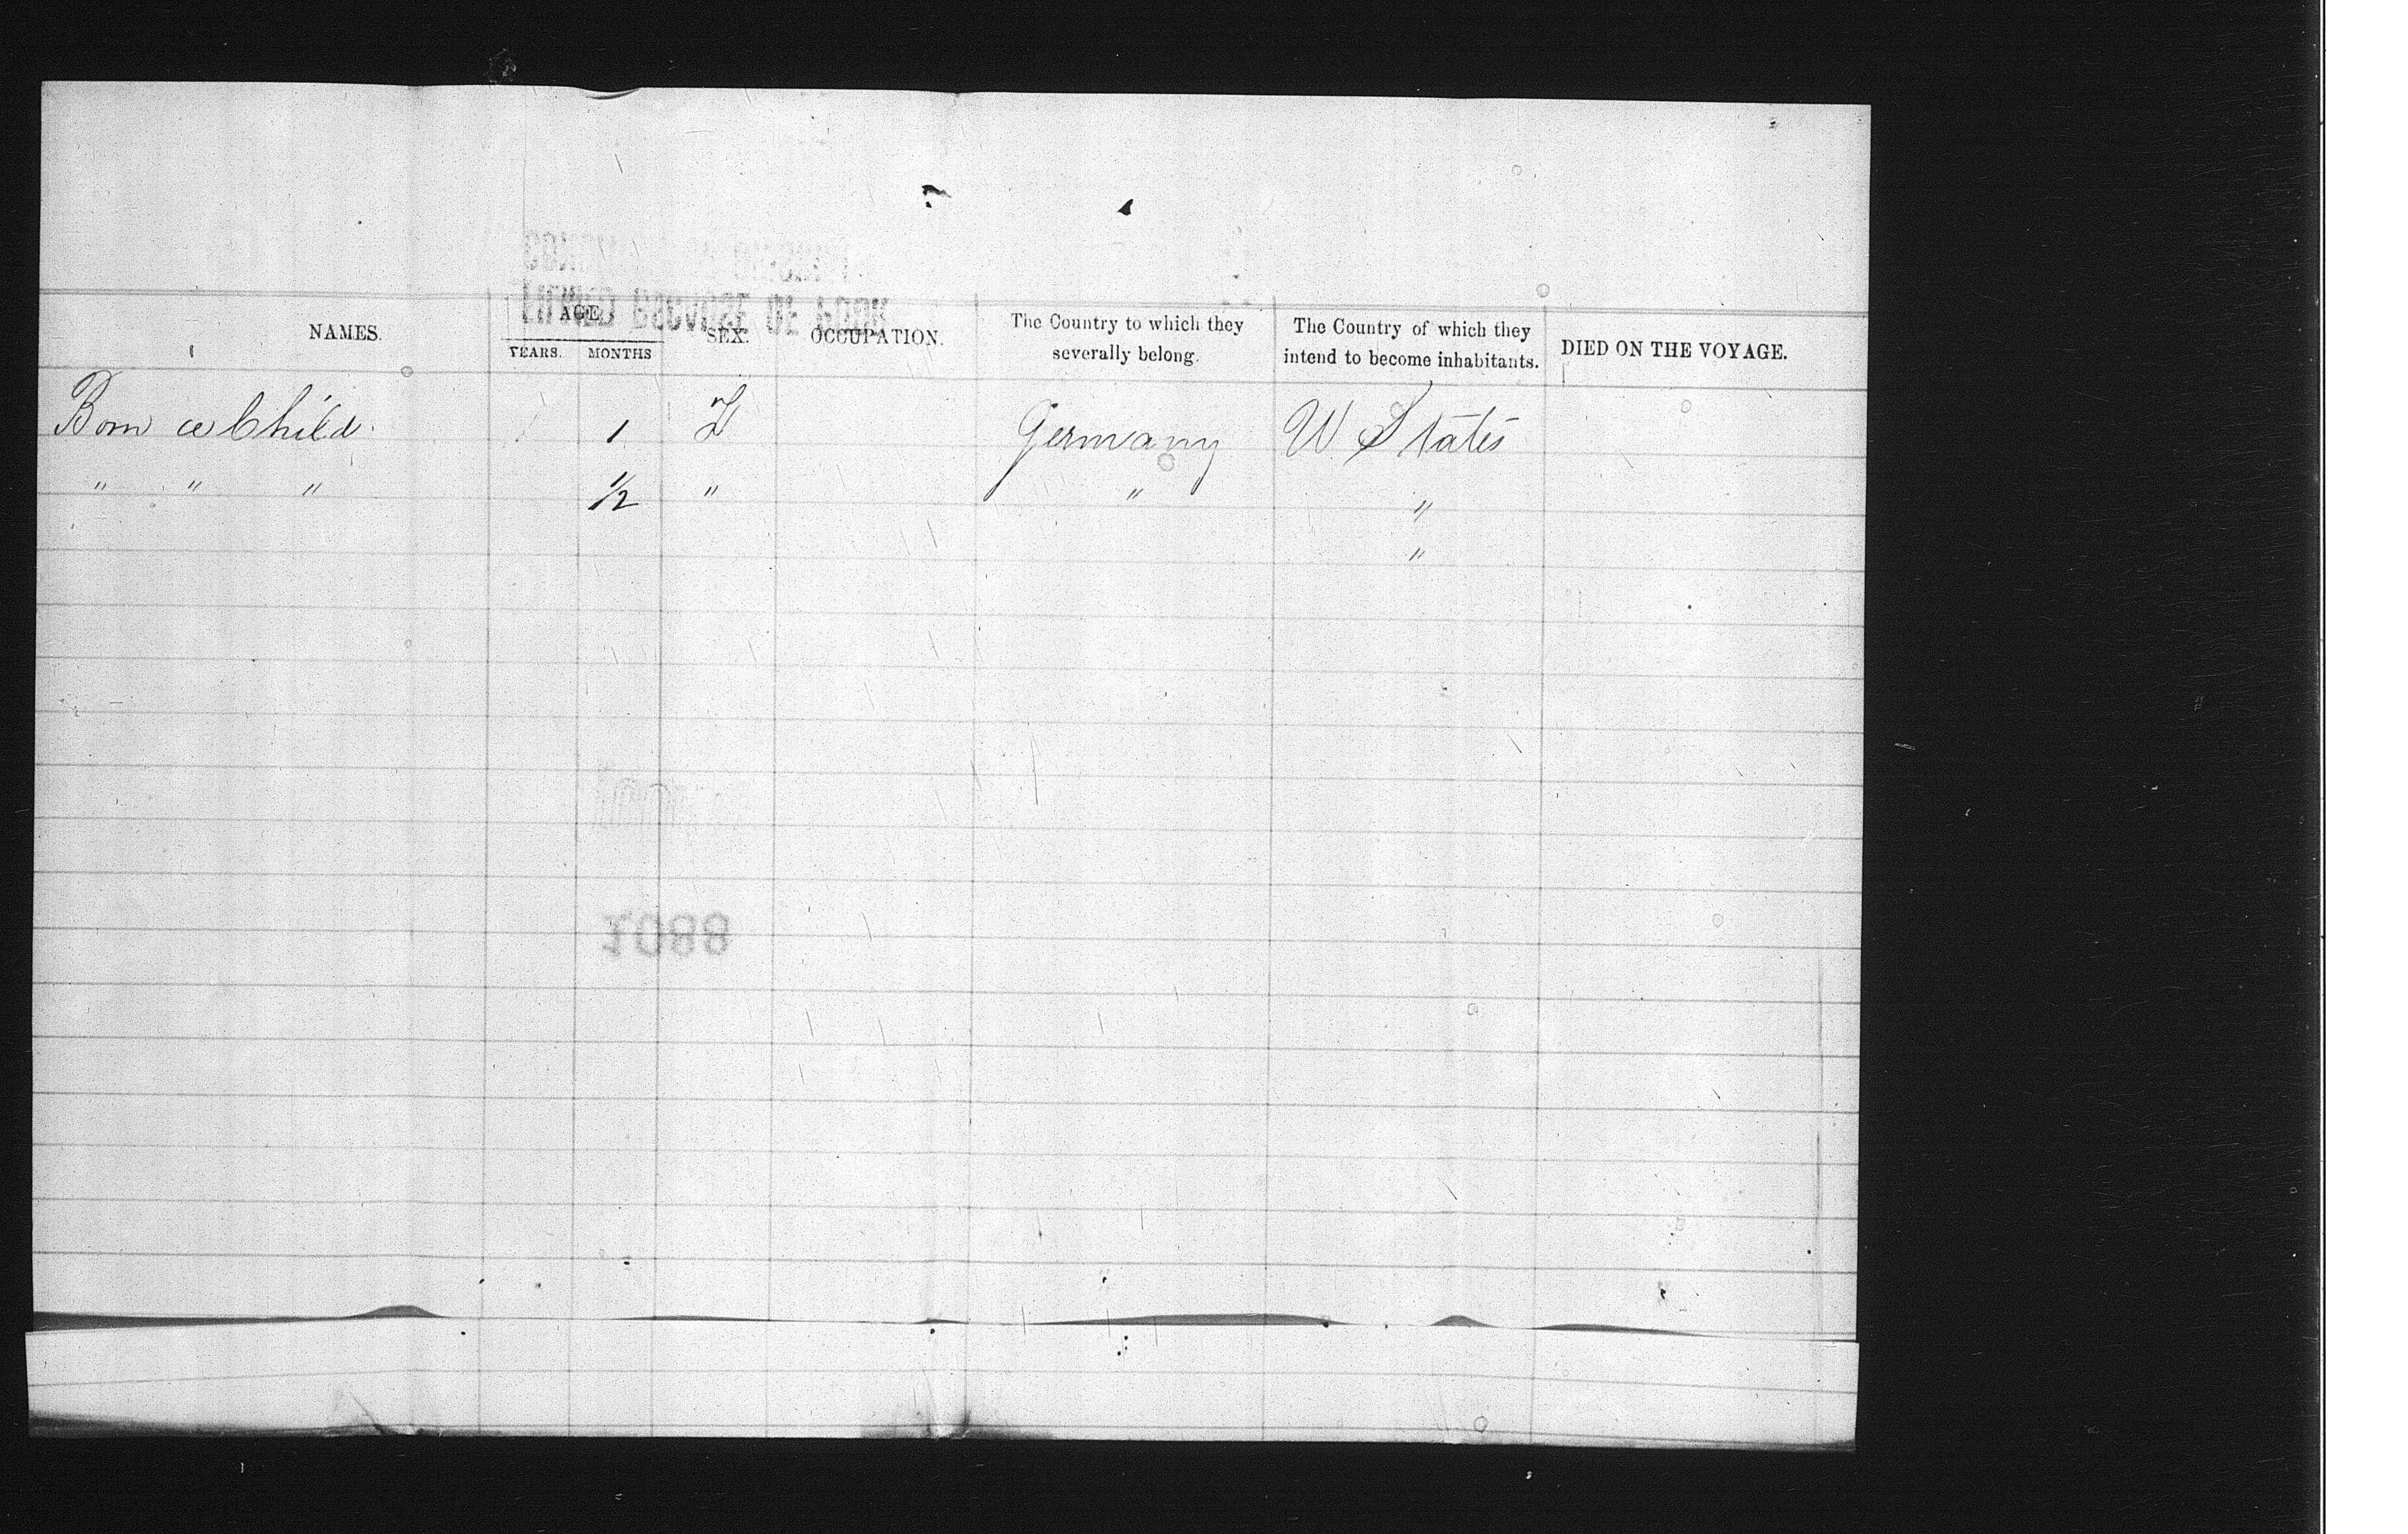 NAMES. AGE. SEX. OCCUPATION. The Country to which they severally belong. The Country of which they intend to become inhabitants. DIED ON THE VOYAGE.
YEARS. MONTHS
Born a Child. 1 F Germany U. States
" " " 1/2 " " "
"
1088